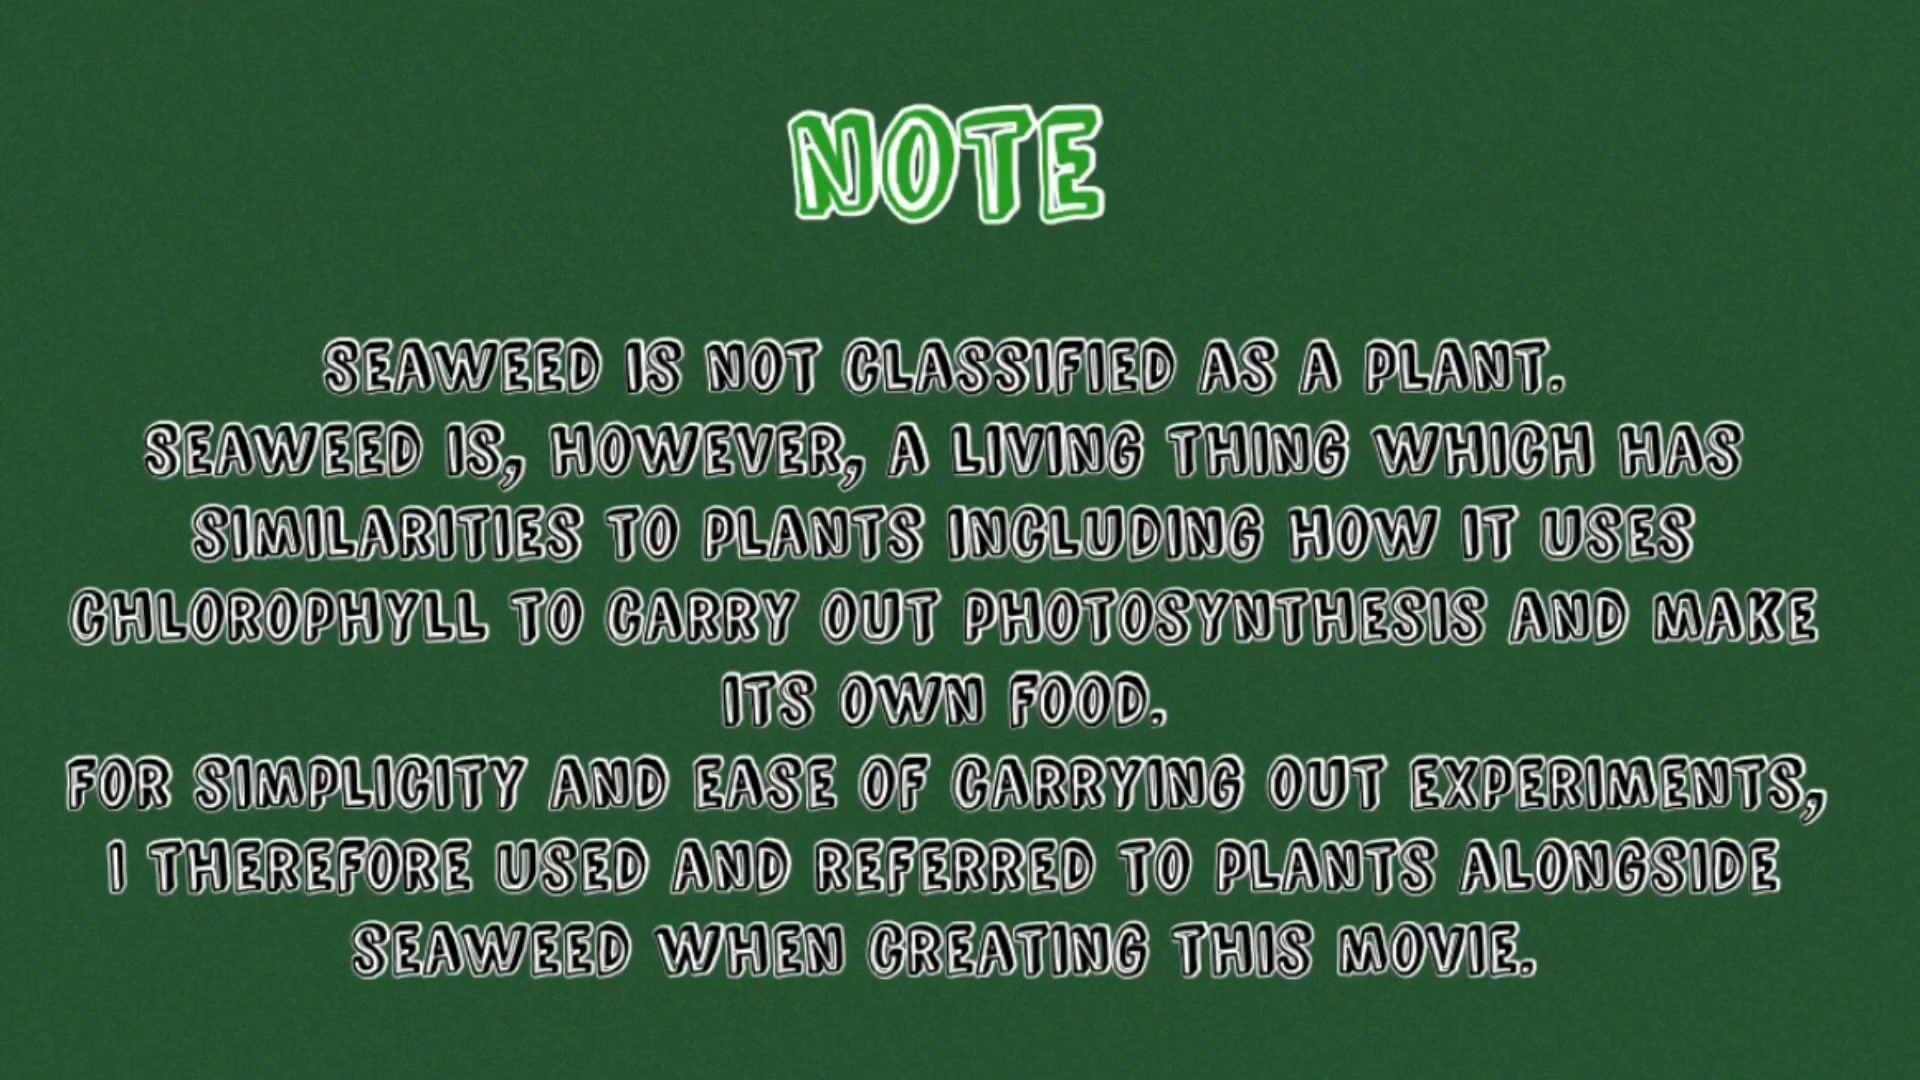 NOTE
SEAWEED IS NOT CLASSIFIED AS A PLANT.
SEAWEED IS, HOWEVER, A LIVING THING WHICH HAS
SIMILARITIES TO PLANTS INCLUDING HOW IT USES
CHLOROPHYLL TO CARRY OUT PHOTOSYNTHESIS AND MAKE
ITS OWN FOOD.
FOR SIMPLICITY AND EASE OF CARRYING OUT EXPERIMENTS,
I THEREFORE USED AND REFERRED TO PLANTS ALONGSIDE
SEAWEED WHEN CREATING THIS MOVIE.